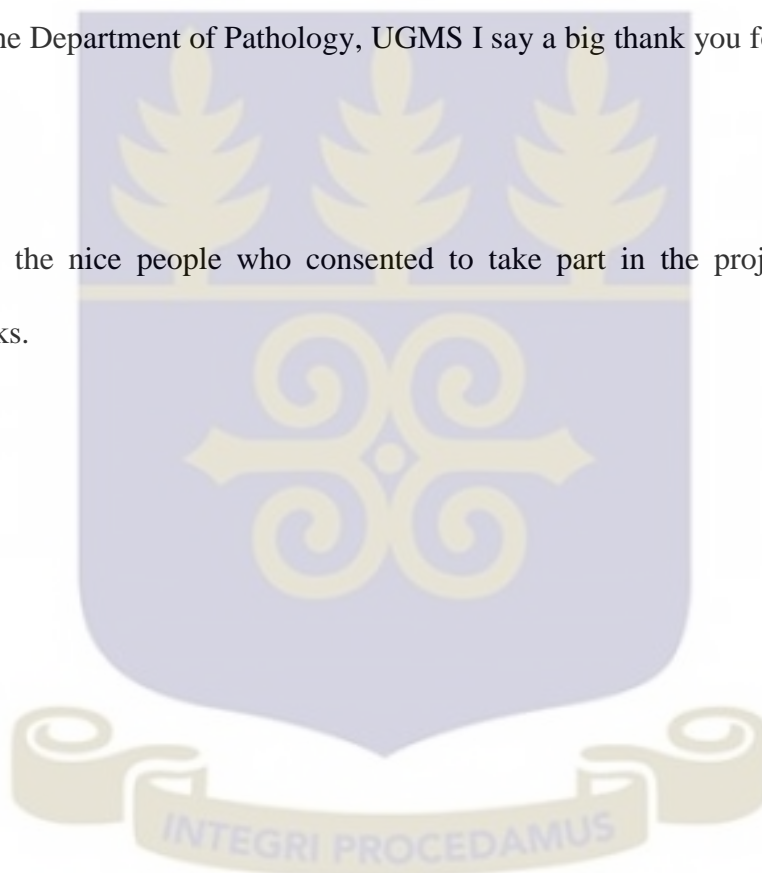 ne Department of Pathology, UGMS I say a big thank you fo
the nice people who consented to take part in the proj
ks.
INTEGRI PROCEDAMUS